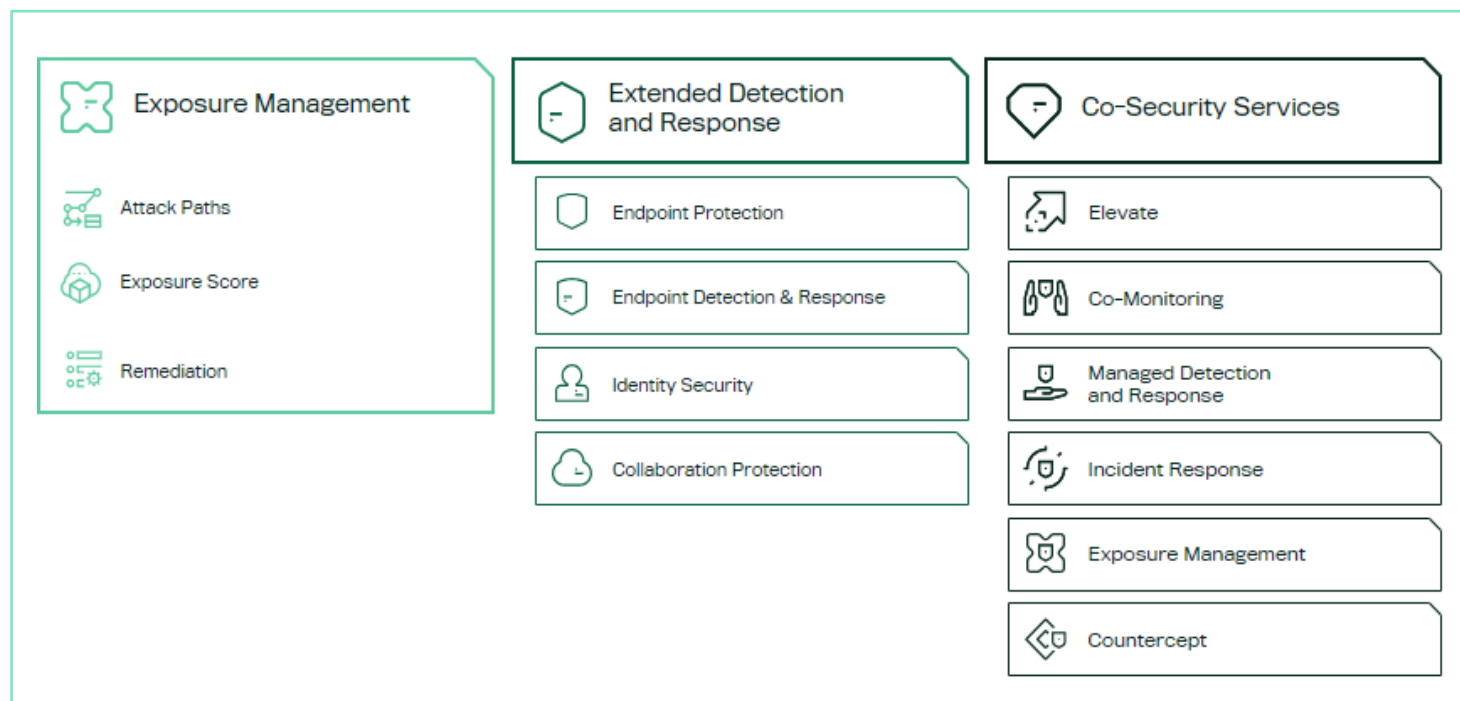 Exposure Management
Attack Paths
Exposure Score
Remediation
Extended Detection
and Response
Endpoint Protection
Endpoint Detection & Response
Identity Security
Collaboration Protection
Co-Security Services
Elevate
Co-Monitoring
Managed Detection
and Response
Incident Response
Exposure Management
Countercept